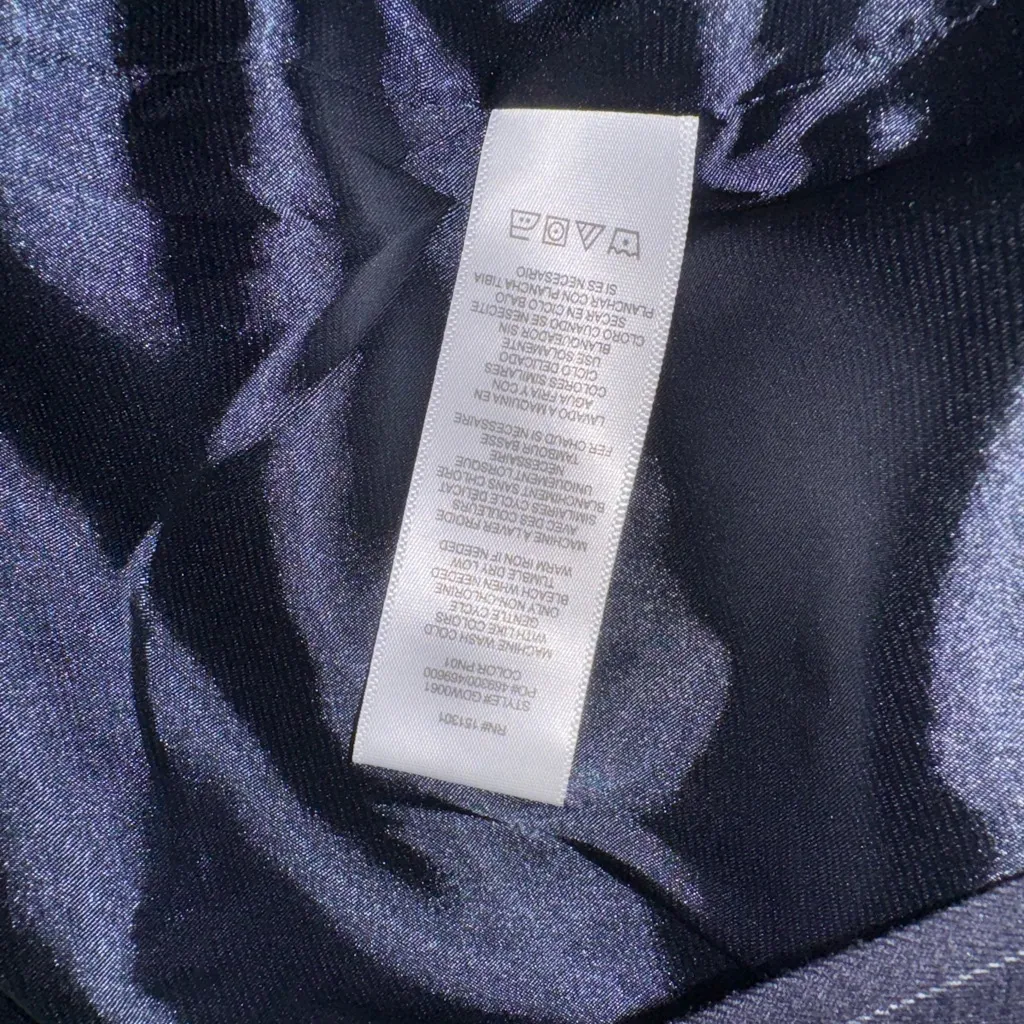 RN# 151301
STYLE# GDW0061
PO# 469300/469600
COLOR PN01
MACHINE WASH COLD
WITH LIKE COLORS
GENTLE CYCLE
ONLY NON-CHLORINE
BLEACH WHEN NEEDED
TUMBLE DRY LOW
WARM IRON IF NEEDED
MACHINE A LAVER FROIDE
AVEC DES COULEURS
SIMILAIRES CYCLE DELICAT
BLANCHIMENT SANS CHLORE
UNIQUEMENT LORSQUE
NECESSAIRE
TAMBOUR BASSE
FER CHAUD SI NECESSAIRE
LAVADO A MAQUINA EN
AGUA FRIA Y CON
COLORES SIMILARES
CICLO DELICADO
USE SOLAMENTE
BLANQUEADOR SIN
CLORO CUANDO SE NESECITE
SECAR EN CICLO BAJO
PLANCHAR CON PLANCHA TIBIA
SI ES NECESARIO